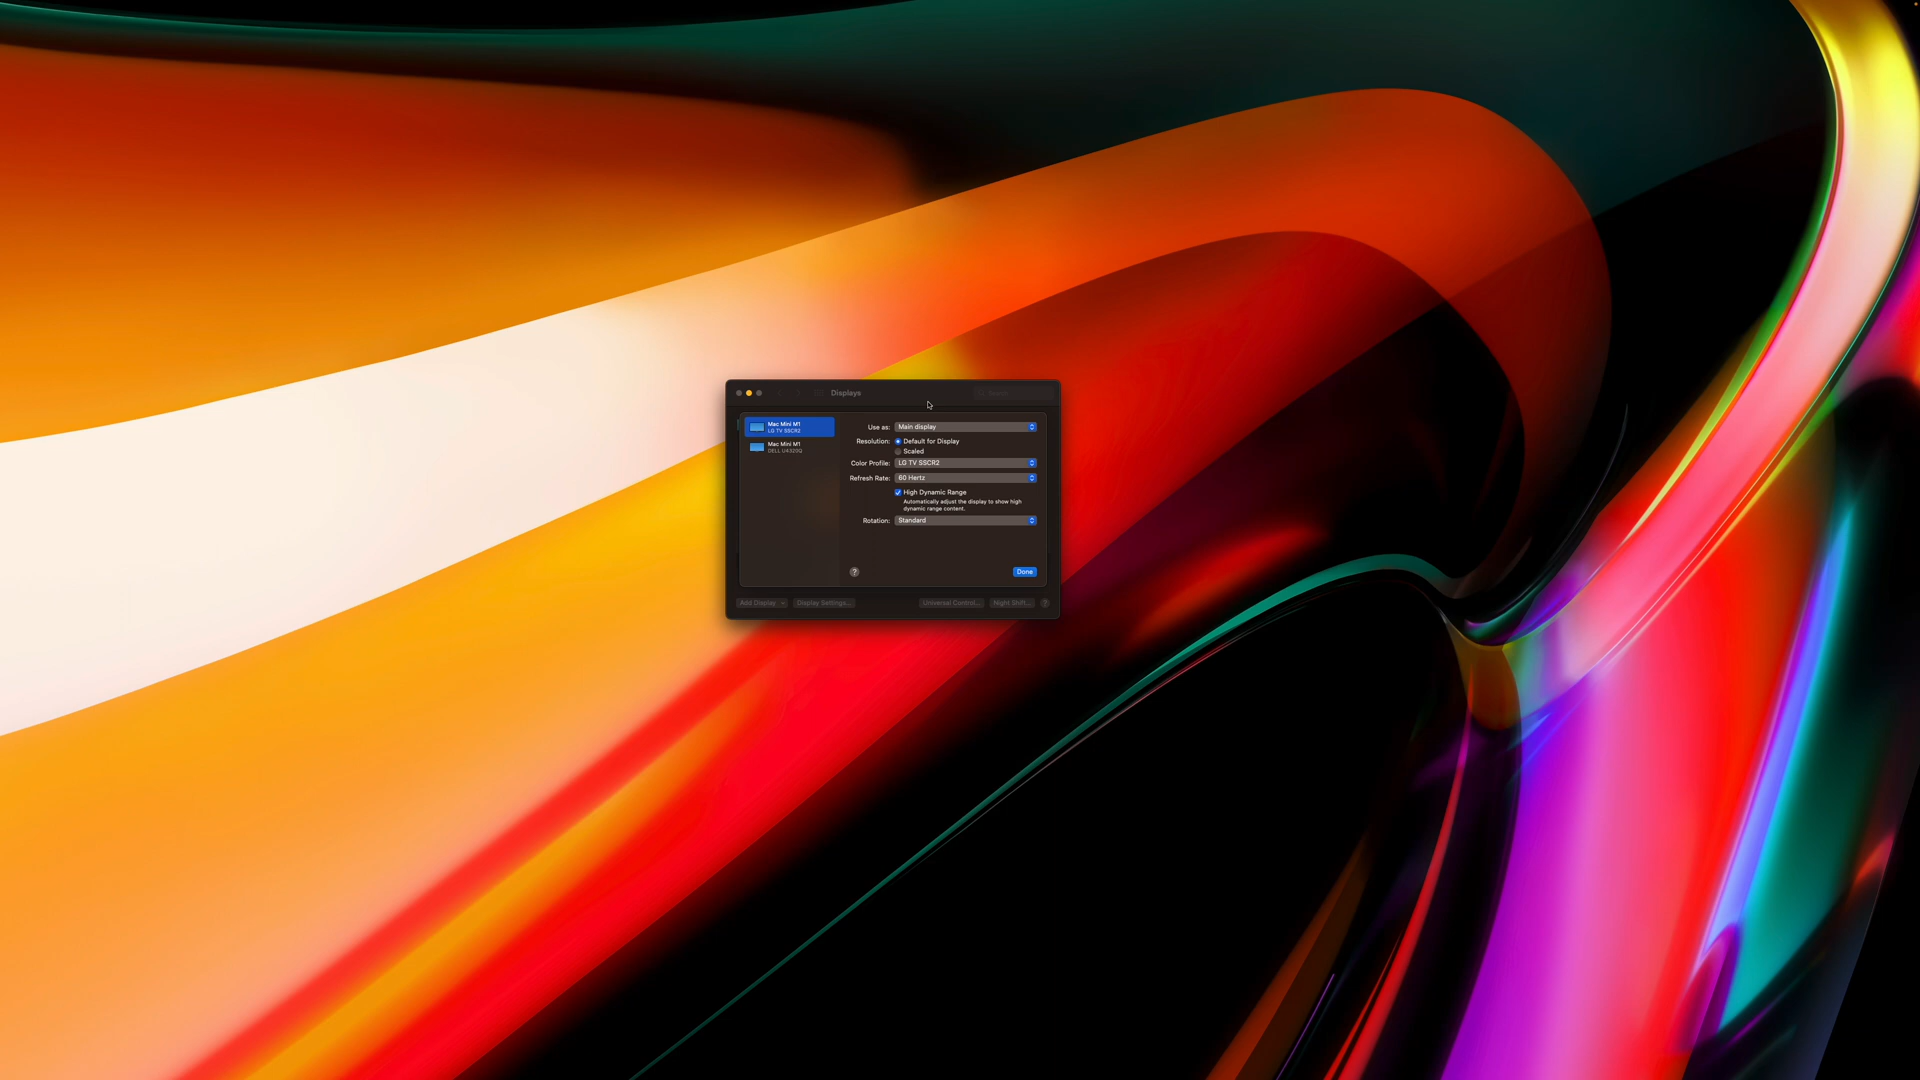 Displays
Mac Mini M1
LG TV SSCR2
Mac Mini M1
DELL U4320Q
Use as: Main display
Resolution: Default for Display
Scaled
Color Profile: LG TV SSCR2
Refresh Rate: 60 Hertz
High Dynamic Range
Automatically adjust the display to show high
dynamic range content.
Rotation: Standard
? Done
Add Display Display Settings... Universal Control... Night Shift... ?